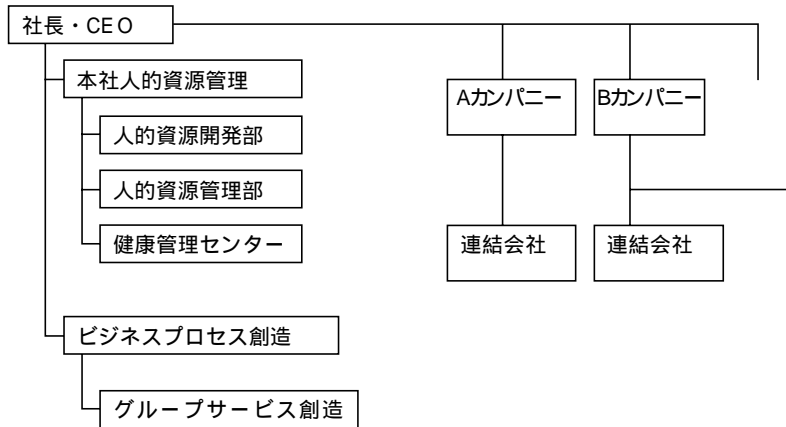 社長・CEO
本社人的資源管理
Aカンパニー
Bカンパニー
人的資源開発部
人的資源管理部
健康管理センター
連結会社
連結会社
ビジネスプロセス創造
グループサービス創造